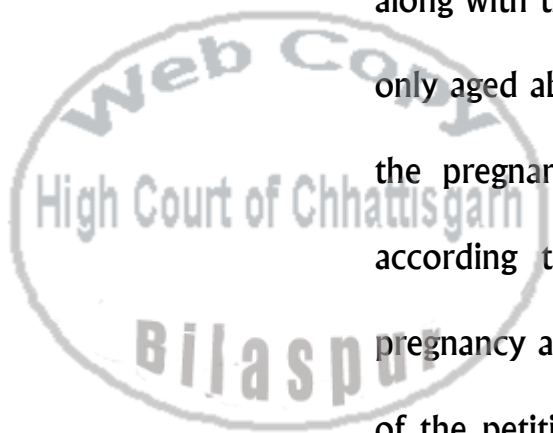 along with t
only aged ab
the pregnan
according t
pregnancy a
of the petiti
Web Copy
High Court of Chhattisgarh
Bilaspur